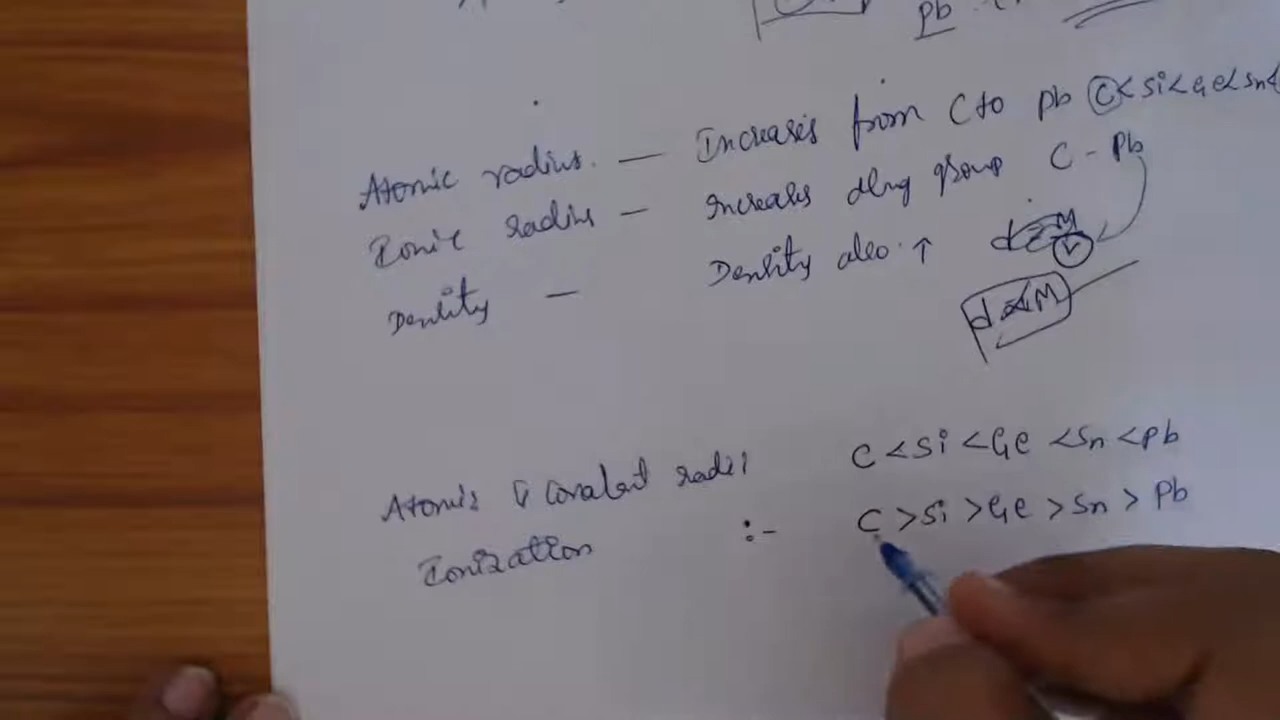 Pb
Atomic radius. — Increases from C to Pb C<Si<Ge<Sn<
Ionic radius — Increases along group C - Pb
Density — Density also ↑ d = M/V
d∝M
Atomic & covalent radii C<Si<Ge<Sn<Pb
Ionization :- C>Si>Ge>Sn>Pb